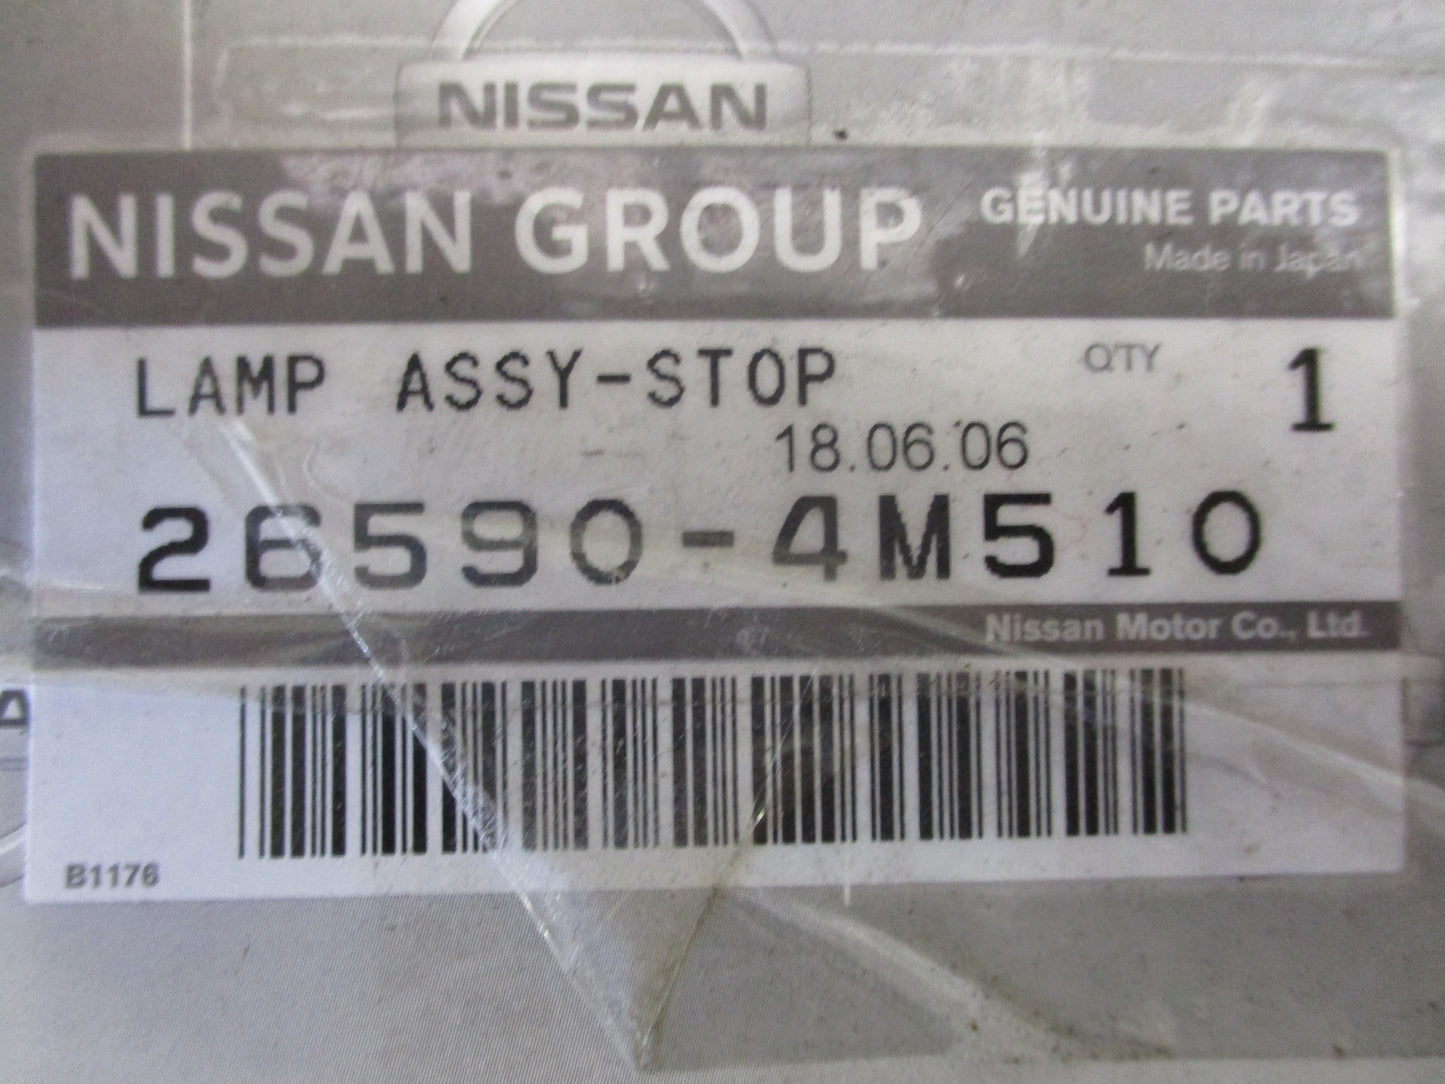 NISSAN
NISSAN GROUP
GENUINE PARTS
Made in Japan
LAMP ASSY-STOP
QTY 1
18.06.06
26590-4M510
Nissan Motor Co., Ltd.
A
B1176